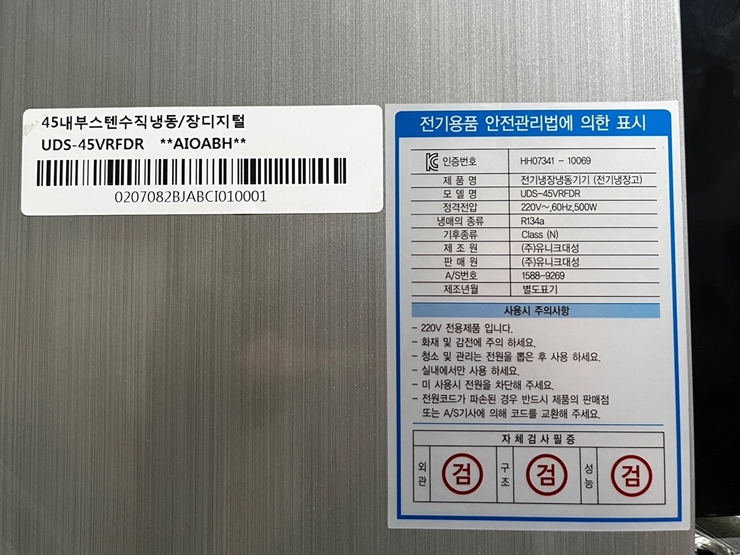 45내부스텐수직냉동/장디지털
UDS-45VRFDR **AIOABH**
0207082BJABCI010001
전기용품 안전관리법에 의한 표시
인증번호 HH07341 - 10069
제 품 명 전기냉장냉동기기 (전기냉장고)
모 델 명 UDS-45VRFDR
정격전압 220V~,60Hz,500W
냉매의 종류 R134a
기후종류 Class (N)
제 조 원 (주)유니크대성
판 매 원 (주)유니크대성
A/S번호 1588-9269
제조년월 별도표기
사용시 주의사항
- 220V 전용제품 입니다.
- 화재 및 감전에 주의 하세요.
- 청소 및 관리는 전원을 뽑은 후 사용 하세요.
- 실내에서만 사용 하세요.
- 미 사용시 전원을 차단해 주세요.
- 전원코드가 파손된 경우 반드시 제품의 판매점
또는 A/S기사에 의해 코드를 교환해 주세요.
자체검사필증
외관 검 구조 검 성능 검